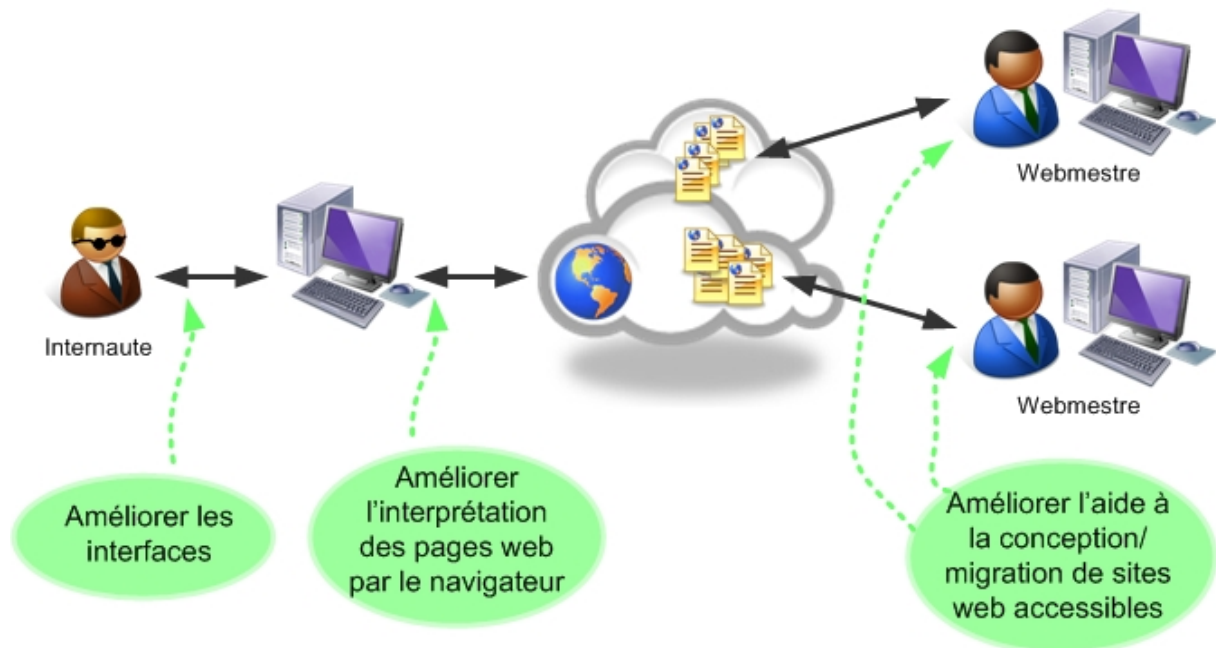 Webmestre
Internaute
Webmestre
Améliorer les
interfaces
Améliorer
l'interprétation
des pages web
par le navigateur
Améliorer l'aide à
la conception/
migration de sites
web accessibles